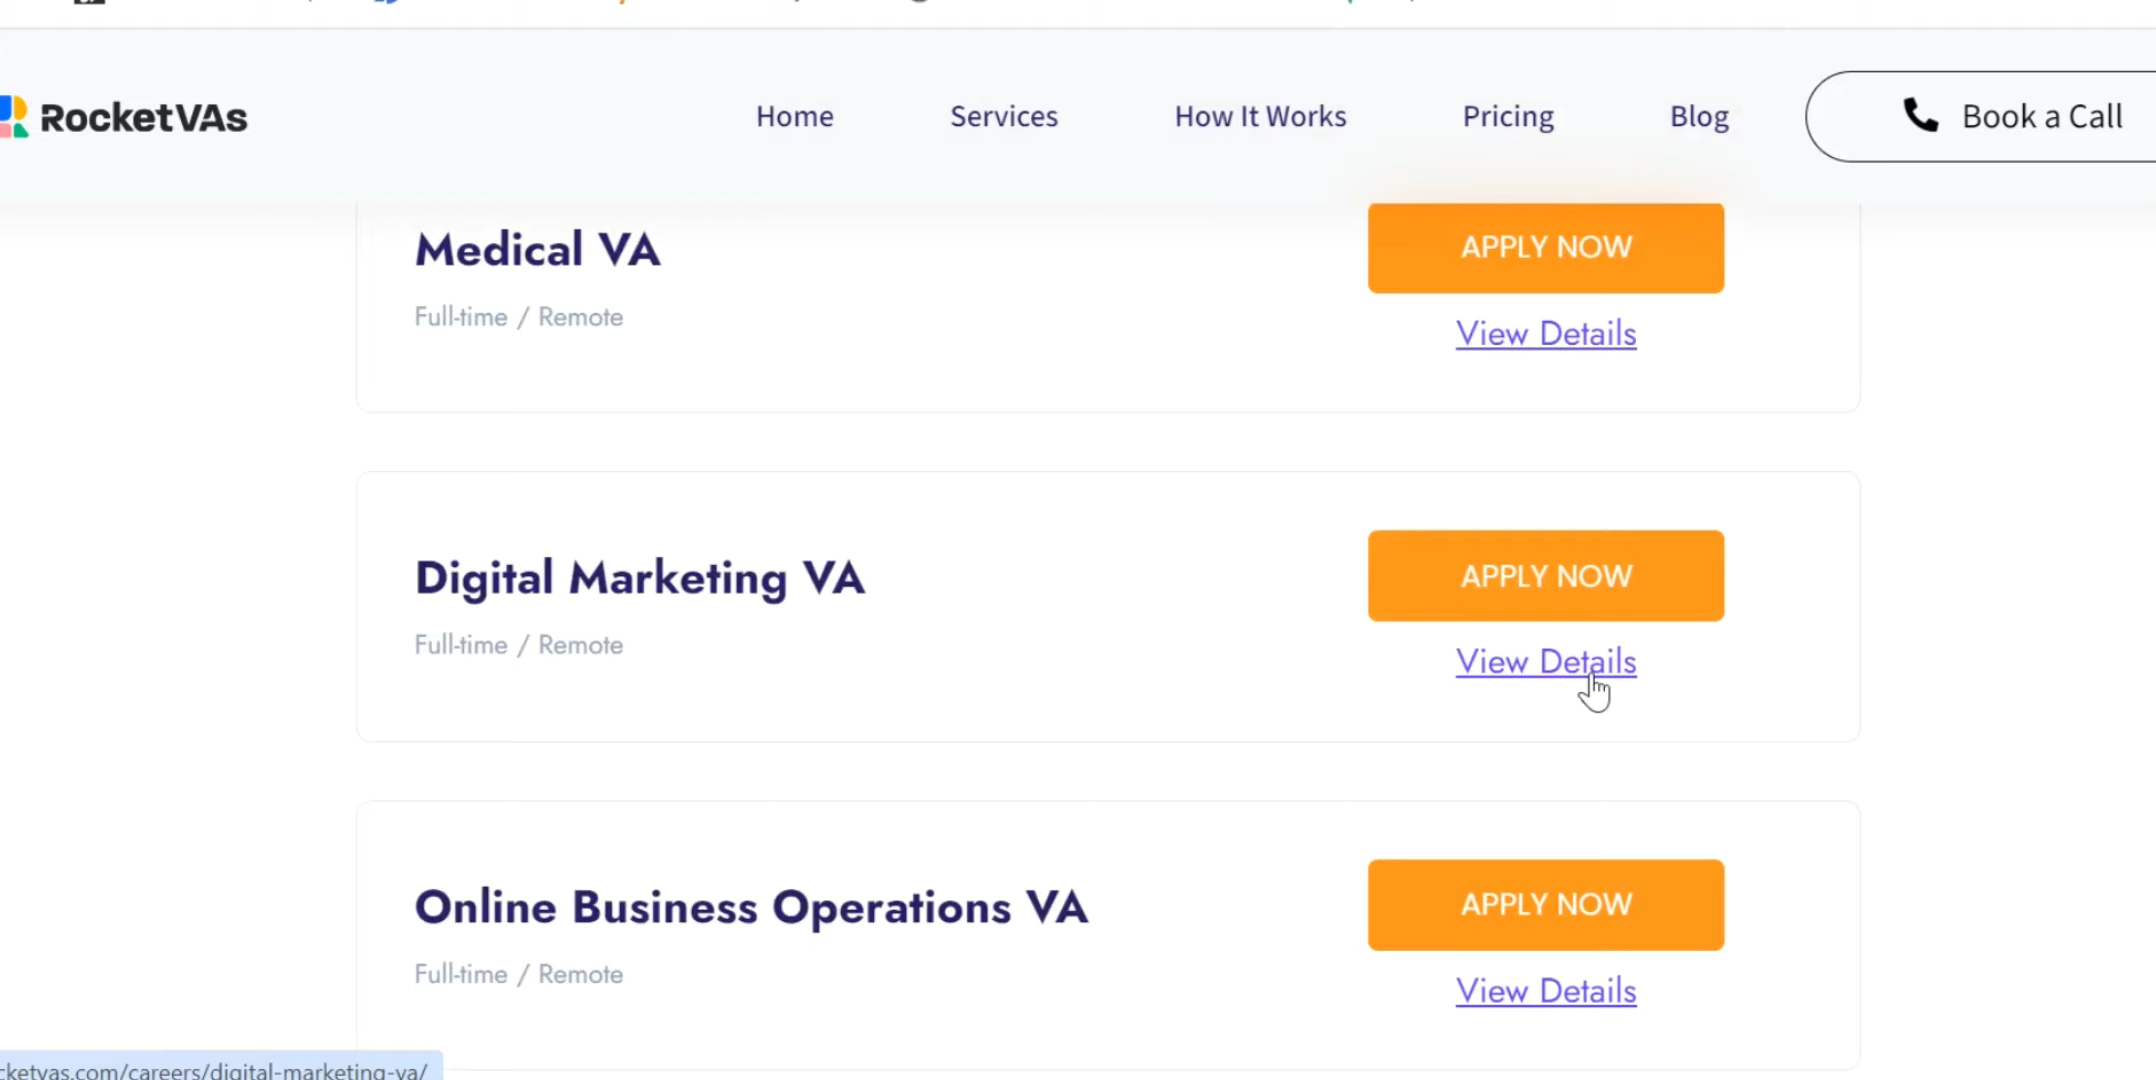 RocketVAs
Home
Services
How It Works
Pricing
Blog
Book a Call
Medical VA
Full-time / Remote
APPLY NOW
View Details
Digital Marketing VA
Full-time / Remote
APPLY NOW
View Details
Online Business Operations VA
Full-time / Remote
APPLY NOW
View Details
cketvas.com/careers/digital-marketing-va/